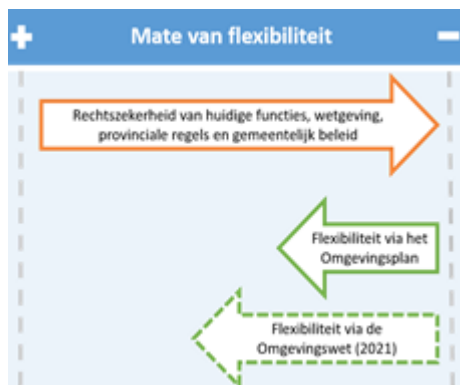 + Mate van flexibiliteit −
Rechtszekerheid van huidige functies, wetgeving,
provinciale regels en gemeentelijk beleid
Flexibiliteit via het
Omgevingsplan
Flexibiliteit via de
Omgevingswet (2021)